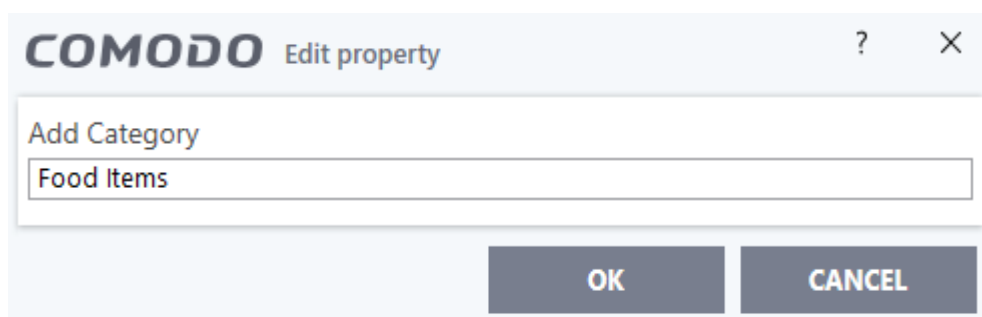 COMODO Edit property ? ×
Add Category
Food Items
OK CANCEL